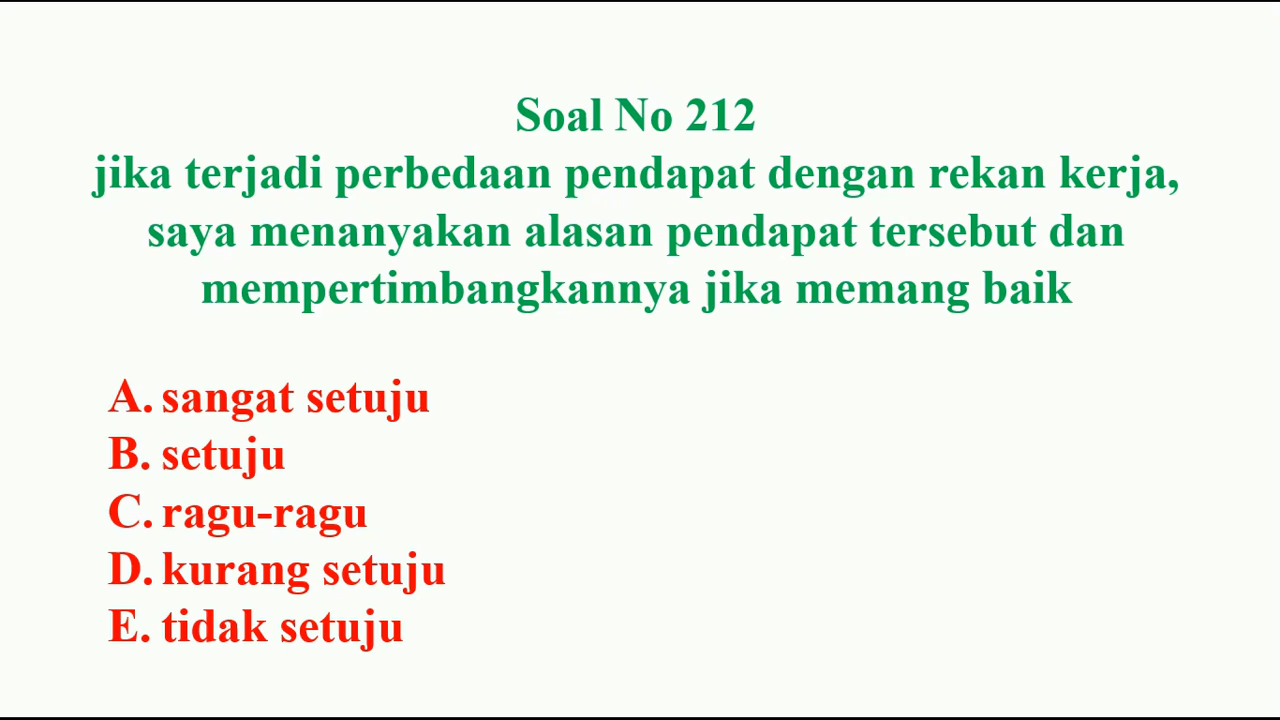 Soal No 212
jika terjadi perbedaan pendapat dengan rekan kerja,
saya menanyakan alasan pendapat tersebut dan
mempertimbangkannya jika memang baik
A. sangat setuju
B. setuju
C. ragu-ragu
D. kurang setuju
E. tidak setuju